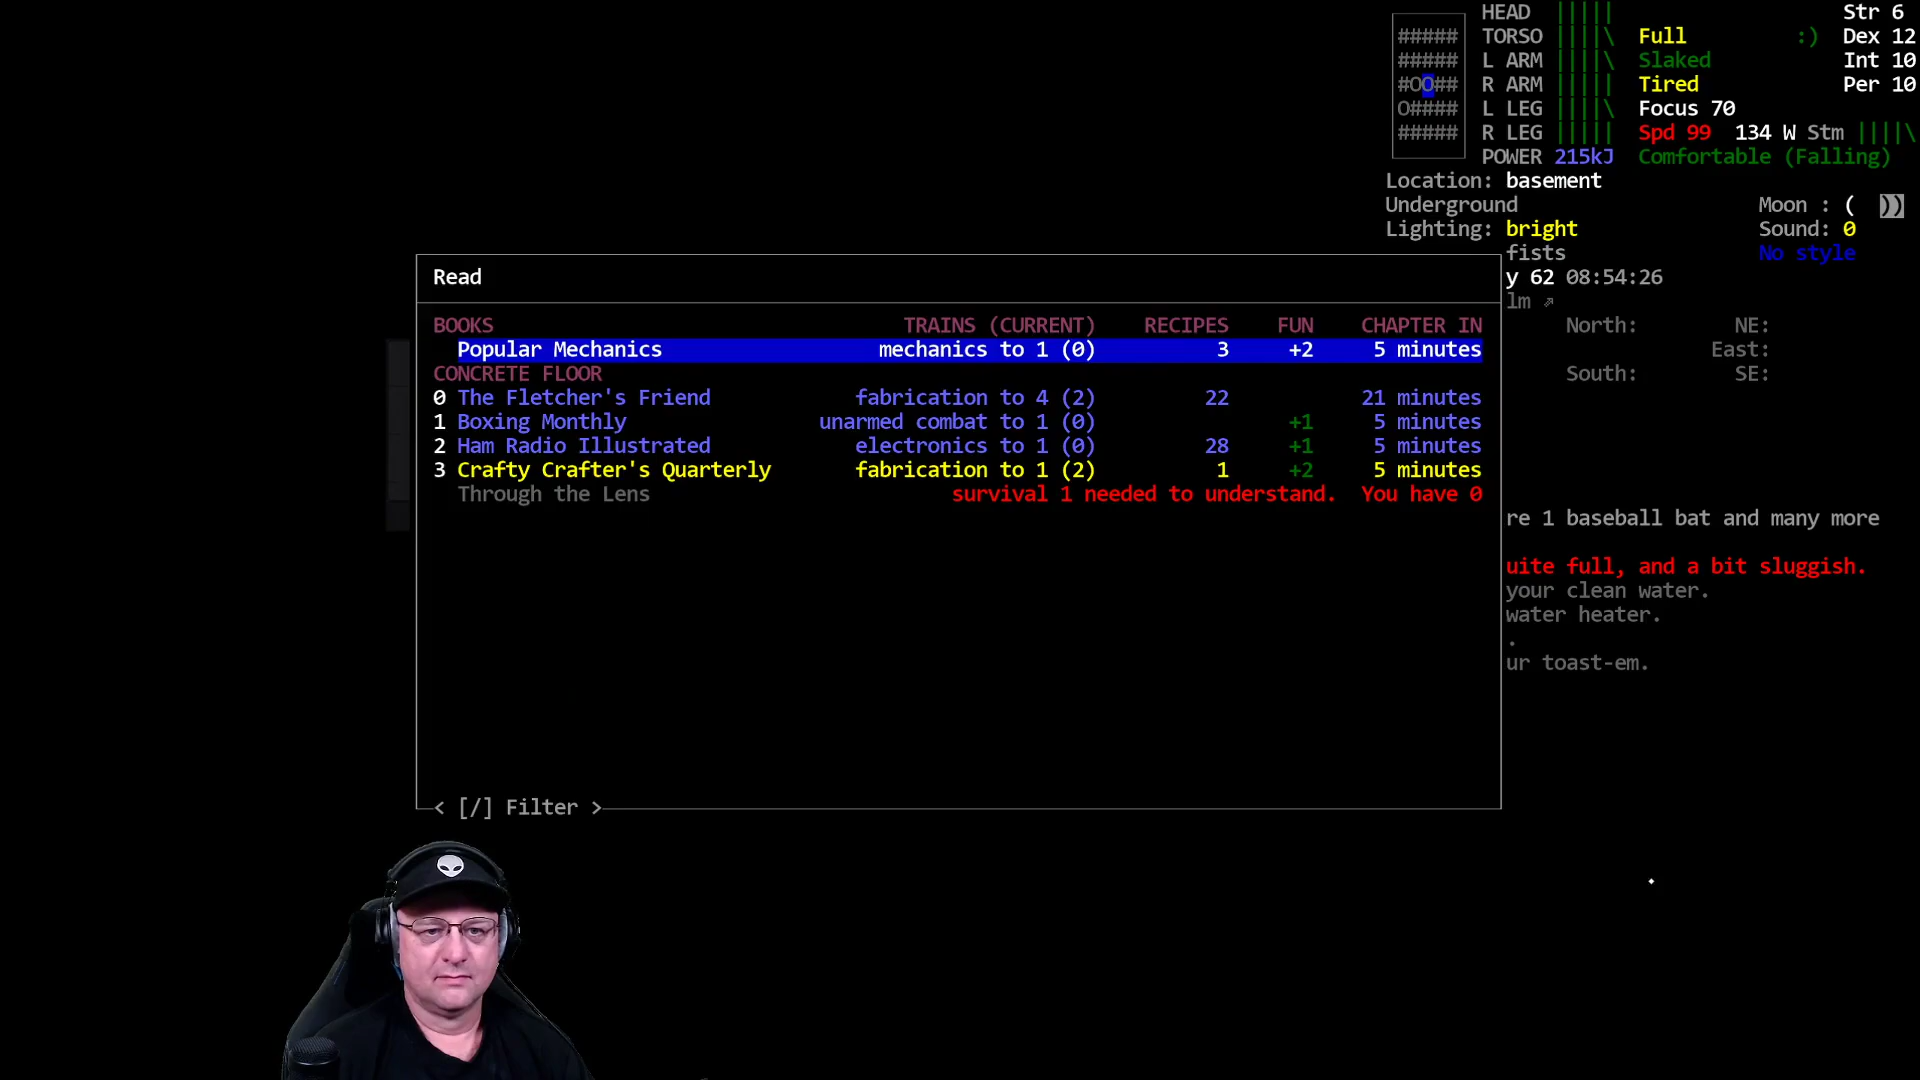 HEAD ||||| Str 6
##### TORSO ||||\ Full :) Dex 12
##### L ARM ||||\ Slaked Int 10
#OO## R ARM ||||| Tired Per 10
O#### L LEG ||||\ Focus 70
##### R LEG ||||| Spd 99 134 W Stm ||||\
POWER 215kJ Comfortable (Falling)
Location: basement
Underground Moon : ( ))
Lighting: bright Sound: 0
fists No style
Read y 62 08:54:26
lm ⇗
BOOKS TRAINS (CURRENT) RECIPES FUN CHAPTER IN North: NE:
Popular Mechanics mechanics to 1 (0) 3 +2 5 minutes East:
CONCRETE FLOOR South: SE:
0 The Fletcher's Friend fabrication to 4 (2) 22 21 minutes
1 Boxing Monthly unarmed combat to 1 (0) +1 5 minutes
2 Ham Radio Illustrated electronics to 1 (0) 28 +1 5 minutes
3 Crafty Crafter's Quarterly fabrication to 1 (2) 1 +2 5 minutes
Through the Lens survival 1 needed to understand. You have 0
re 1 baseball bat and many more
uite full, and a bit sluggish.
your clean water.
water heater.
.
ur toast-em.
< [/] Filter >